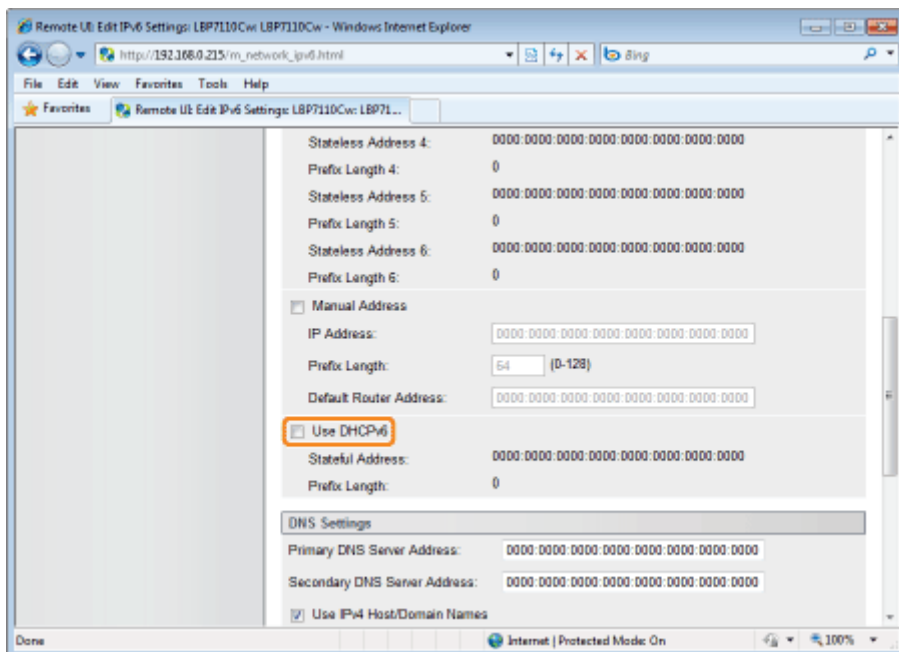 Remote UI: Edit IPv6 Settings: LBP7110Cw: LBP7110Cw - Windows Internet Explorer
http://192.168.0.215/m_network_ipv6.html
Bing
File Edit View Favorites Tools Help
Favorites
Remote UI: Edit IPv6 Settings: LBP7110Cw: LBP71...
Stateless Address 4: 0000:0000:0000:0000:0000:0000:0000:0000
Prefix Length 4: 0
Stateless Address 5: 0000:0000:0000:0000:0000:0000:0000:0000
Prefix Length 5: 0
Stateless Address 6: 0000:0000:0000:0000:0000:0000:0000:0000
Prefix Length 6: 0
Manual Address
IP Address: 0000:0000:0000:0000:0000:0000:0000:0000
Prefix Length: 64 (0-128)
Default Router Address: 0000:0000:0000:0000:0000:0000:0000:0000
Use DHCPv6
Stateful Address: 0000:0000:0000:0000:0000:0000:0000:0000
Prefix Length: 0
DNS Settings
Primary DNS Server Address: 0000:0000:0000:0000:0000:0000:0000:0000
Secondary DNS Server Address: 0000:0000:0000:0000:0000:0000:0000:0000
Use IPv4 Host/Domain Names
Done
Internet | Protected Mode: On
100%